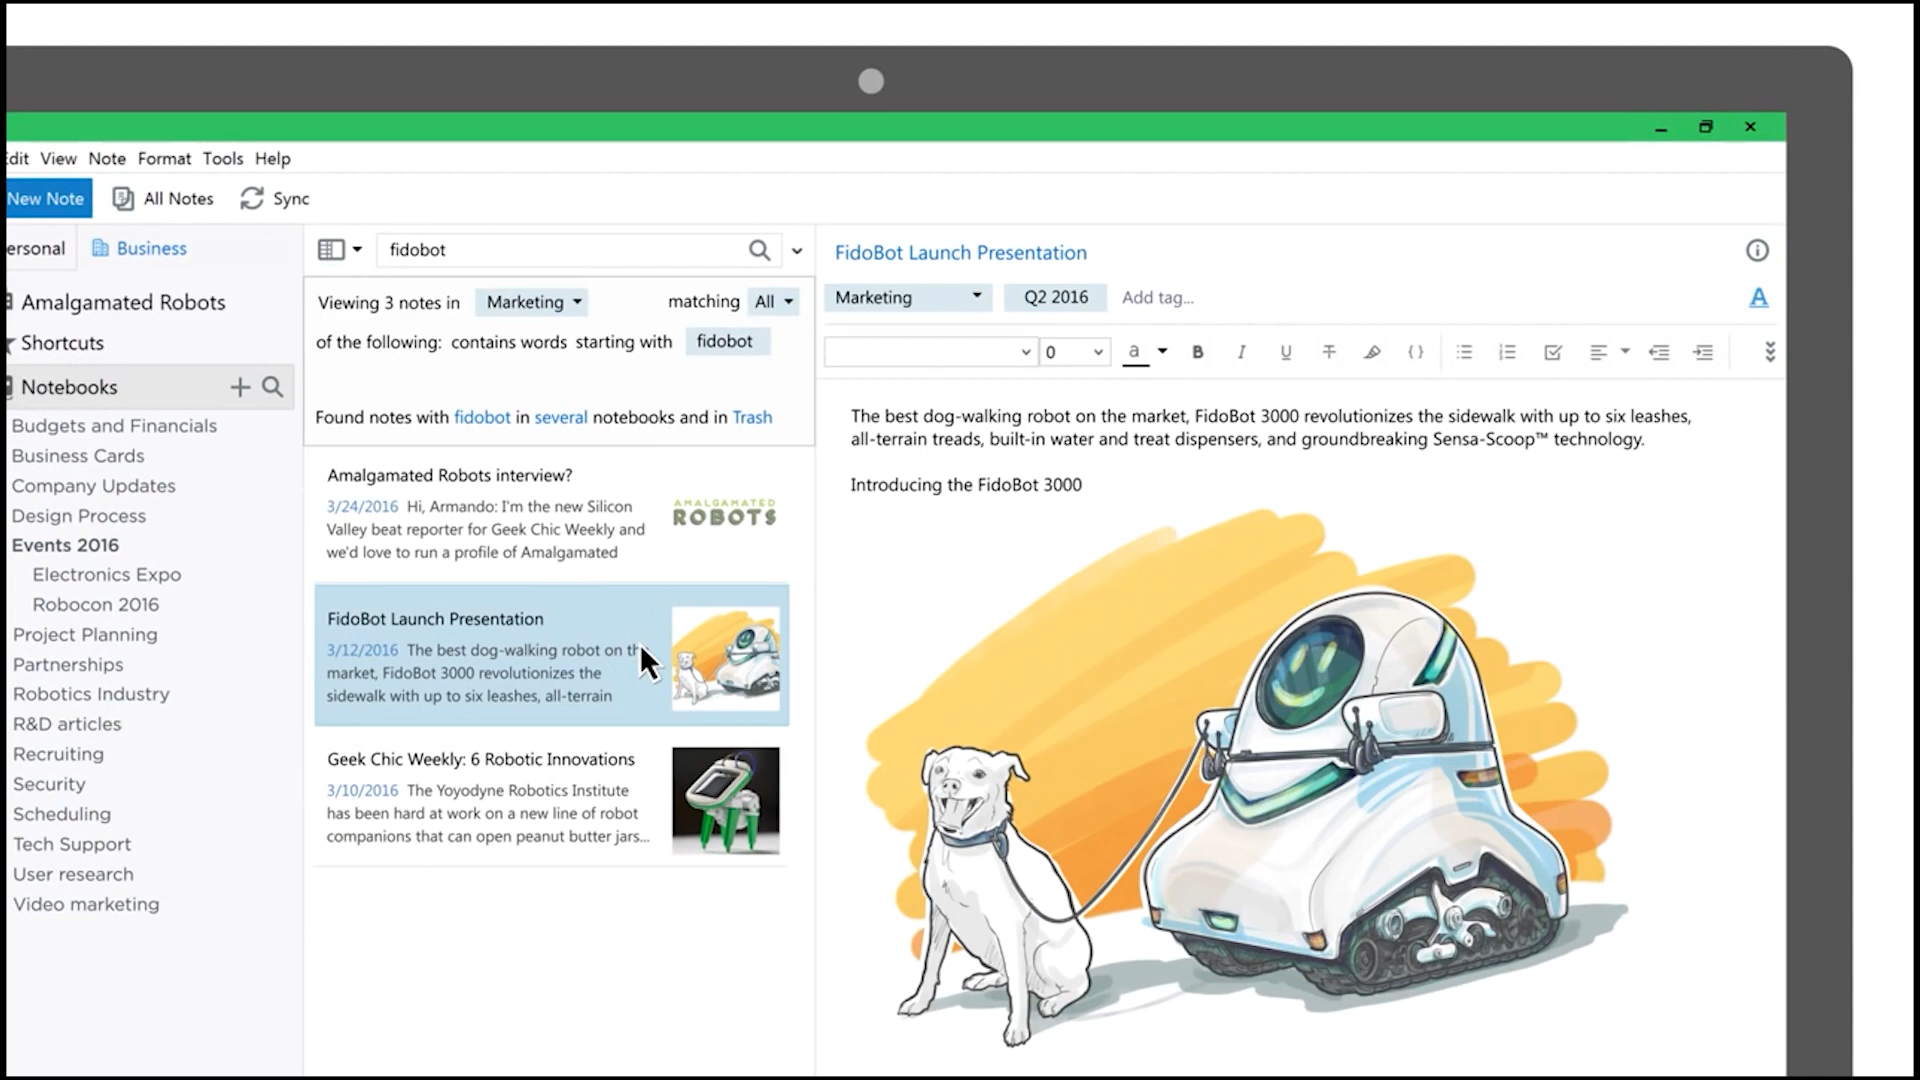 Edit View Note Format Tools Help
New Note All Notes Sync
ersonal Business
Amalgamated Robots
Shortcuts
Notebooks
Budgets and Financials
Business Cards
Company Updates
Design Process
Events 2016
Electronics Expo
Robocon 2016
Project Planning
Partnerships
Robotics Industry
R&D articles
Recruiting
Security
Scheduling
Tech Support
User research
Video marketing
fidobot
Viewing 3 notes in Marketing matching All
of the following: contains words starting with fidobot
Found notes with fidobot in several notebooks and in Trash
Amalgamated Robots interview?
3/24/2016 Hi, Armando: I'm the new Silicon
Valley beat reporter for Geek Chic Weekly and
we'd love to run a profile of Amalgamated
AMALGAMATED
ROBOTS
FidoBot Launch Presentation
3/12/2016 The best dog-walking robot on th
market, FidoBot 3000 revolutionizes the
sidewalk with up to six leashes, all-terrain
Geek Chic Weekly: 6 Robotic Innovations
3/10/2016 The Yoyodyne Robotics Institute
has been hard at work on a new line of robot
companions that can open peanut butter jars...
FidoBot Launch Presentation
Marketing Q2 2016 Add tag...
A
0 a B I U T {}
The best dog-walking robot on the market, FidoBot 3000 revolutionizes the sidewalk with up to six leashes,
all-terrain treads, built-in water and treat dispensers, and groundbreaking Sensa-Scoop™ technology.
Introducing the FidoBot 3000